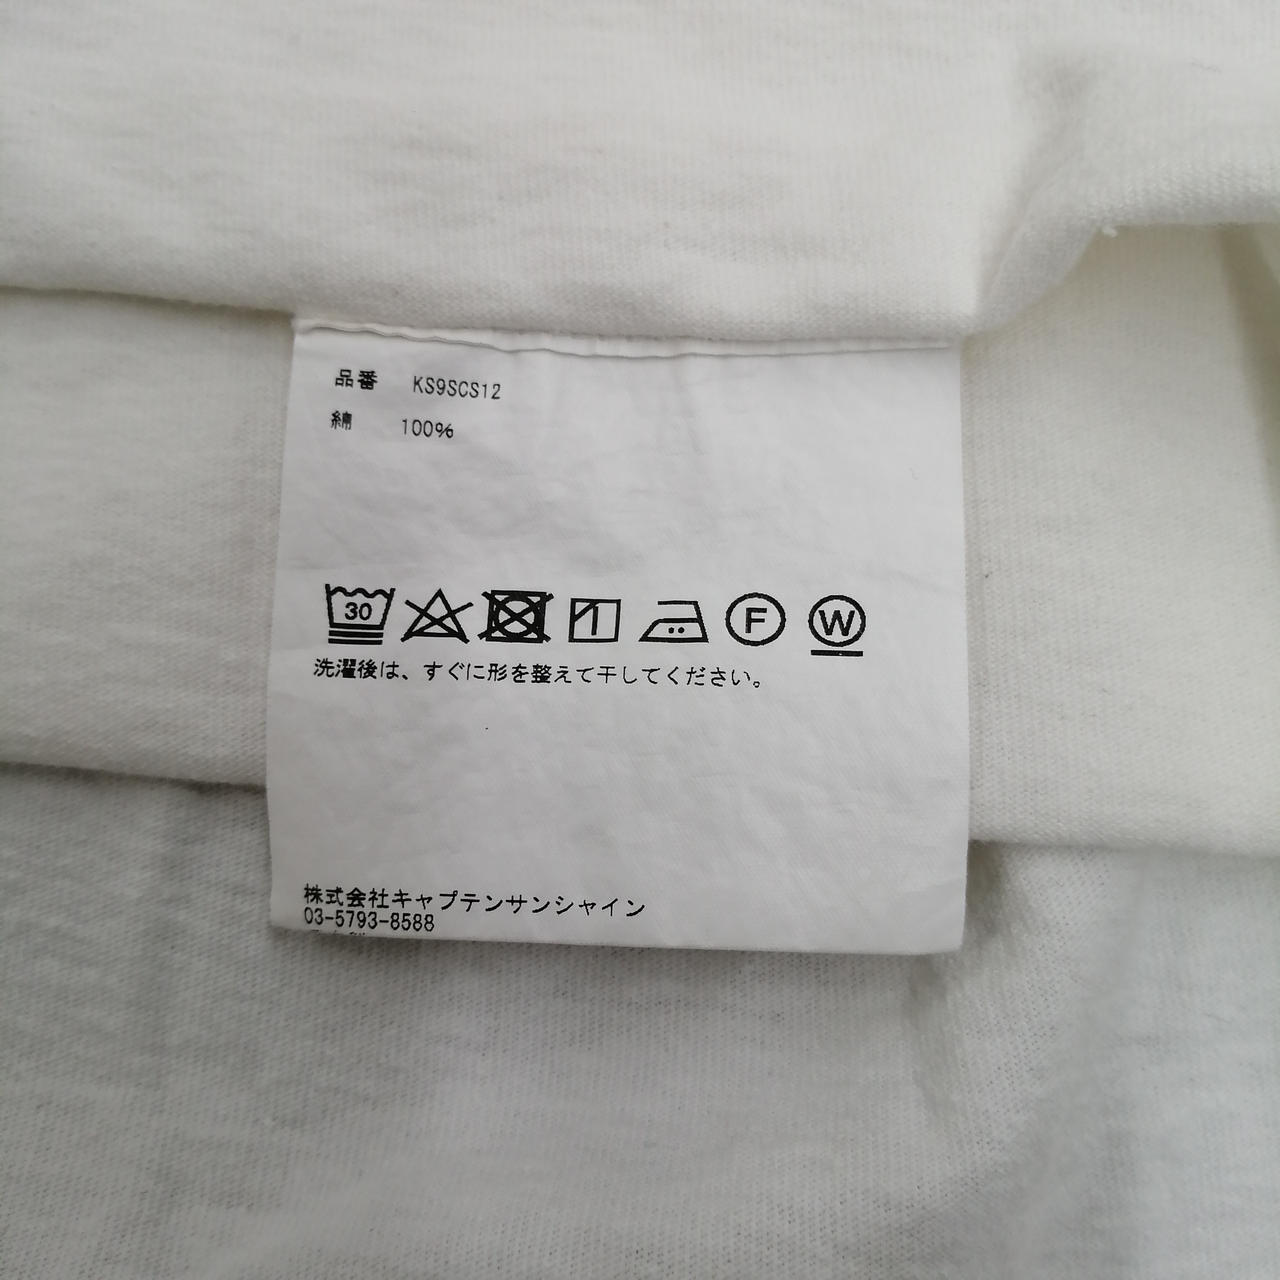 品番 KS9SCS12
綿 100%
30
F W
洗濯後は、すぐに形を整えて干してください。
株式会社キャプテンサンシャイン
03-5793-8588